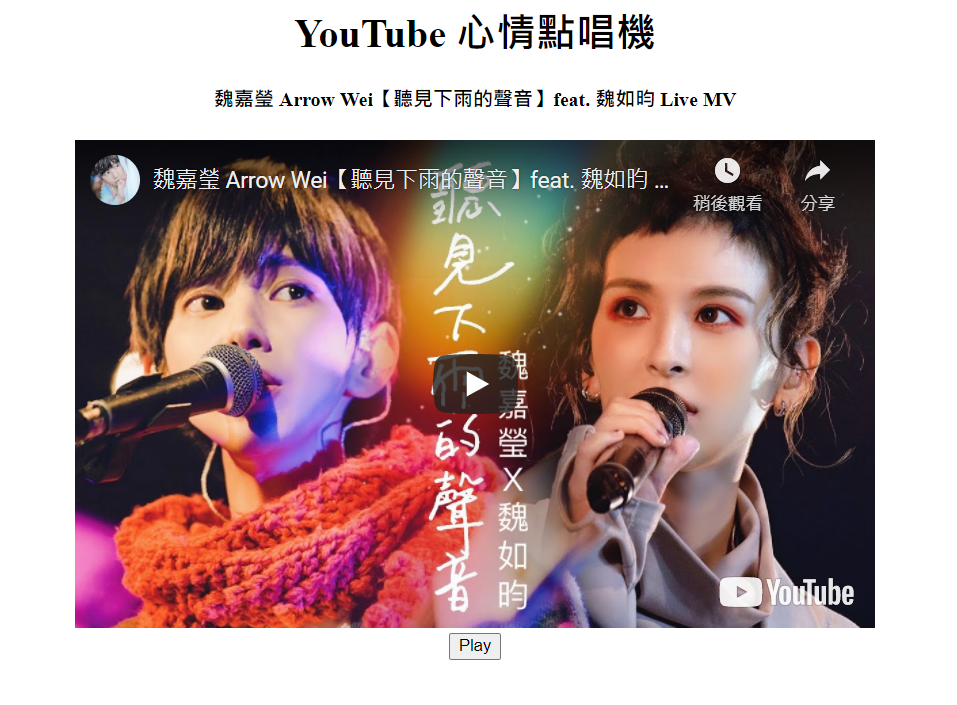 YouTube 心情點唱機
魏嘉瑩 Arrow Wei【聽見下雨的聲音】feat. 魏如昀 Live MV
魏嘉瑩 Arrow Wei【聽見下雨的聲音】feat. 魏如昀 ...
稍後觀看
分享
聽見下雨的聲音
魏嘉瑩 X 魏如昀
YouTube
Play